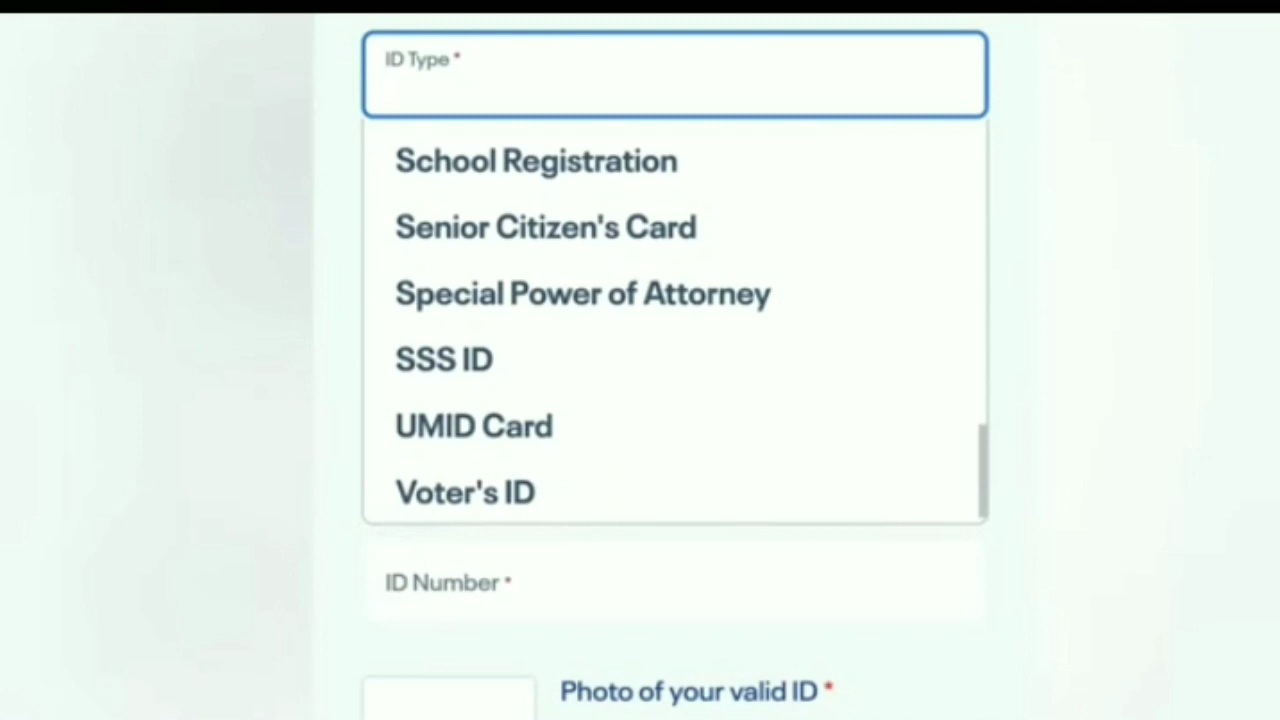 ID Type *
School Registration
Senior Citizen's Card
Special Power of Attorney
SSS ID
UMID Card
Voter's ID
ID Number *
Photo of your valid ID *